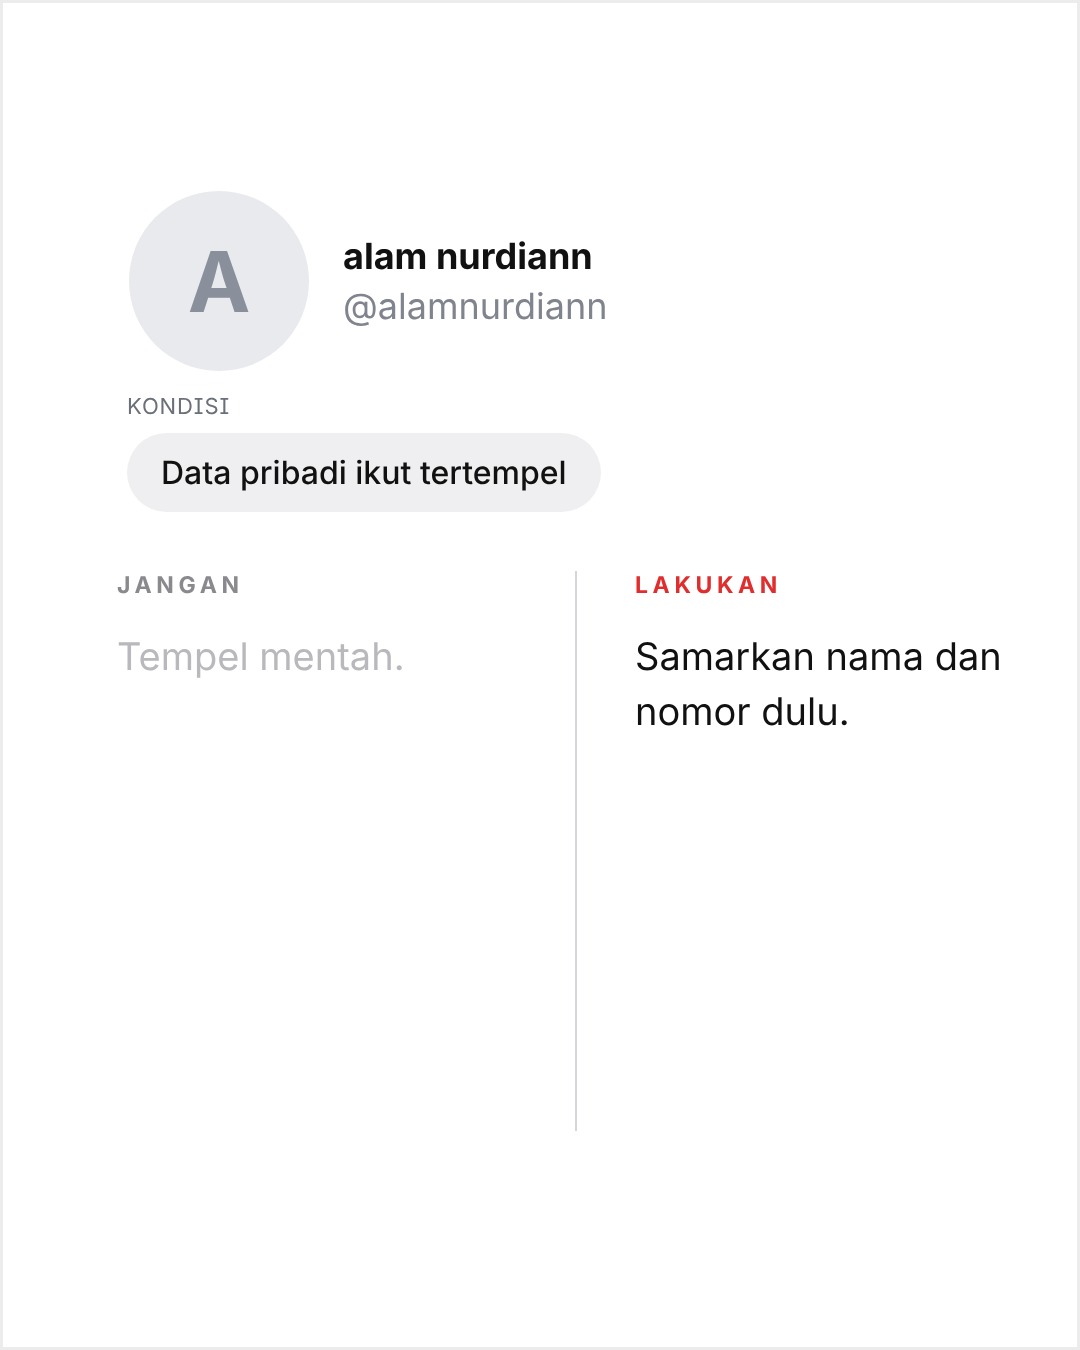 A
alam nurdiann
@alamnurdiann
KONDISI
Data pribadi ikut tertempel
JANGAN
Tempel mentah.
LAKUKAN
Samarkan nama dan
nomor dulu.